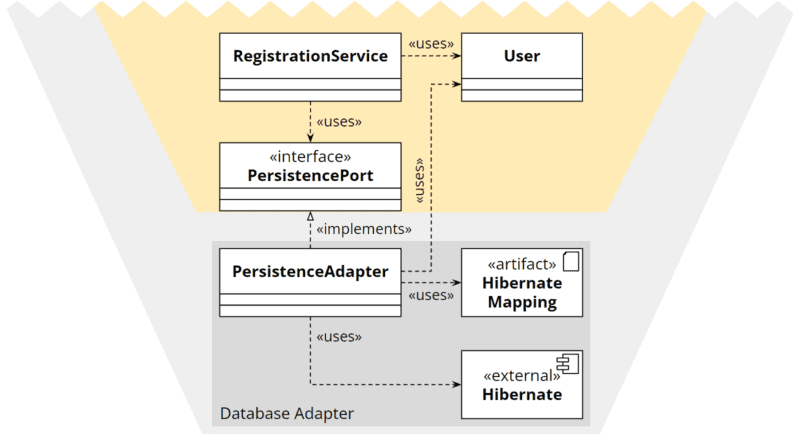 RegistrationService
«uses»
User
«uses»
«interface»
PersistencePort
«uses»
«implements»
PersistenceAdapter
«artifact»
Hibernate
Mapping
«uses»
«uses»
«external»
Hibernate
Database Adapter